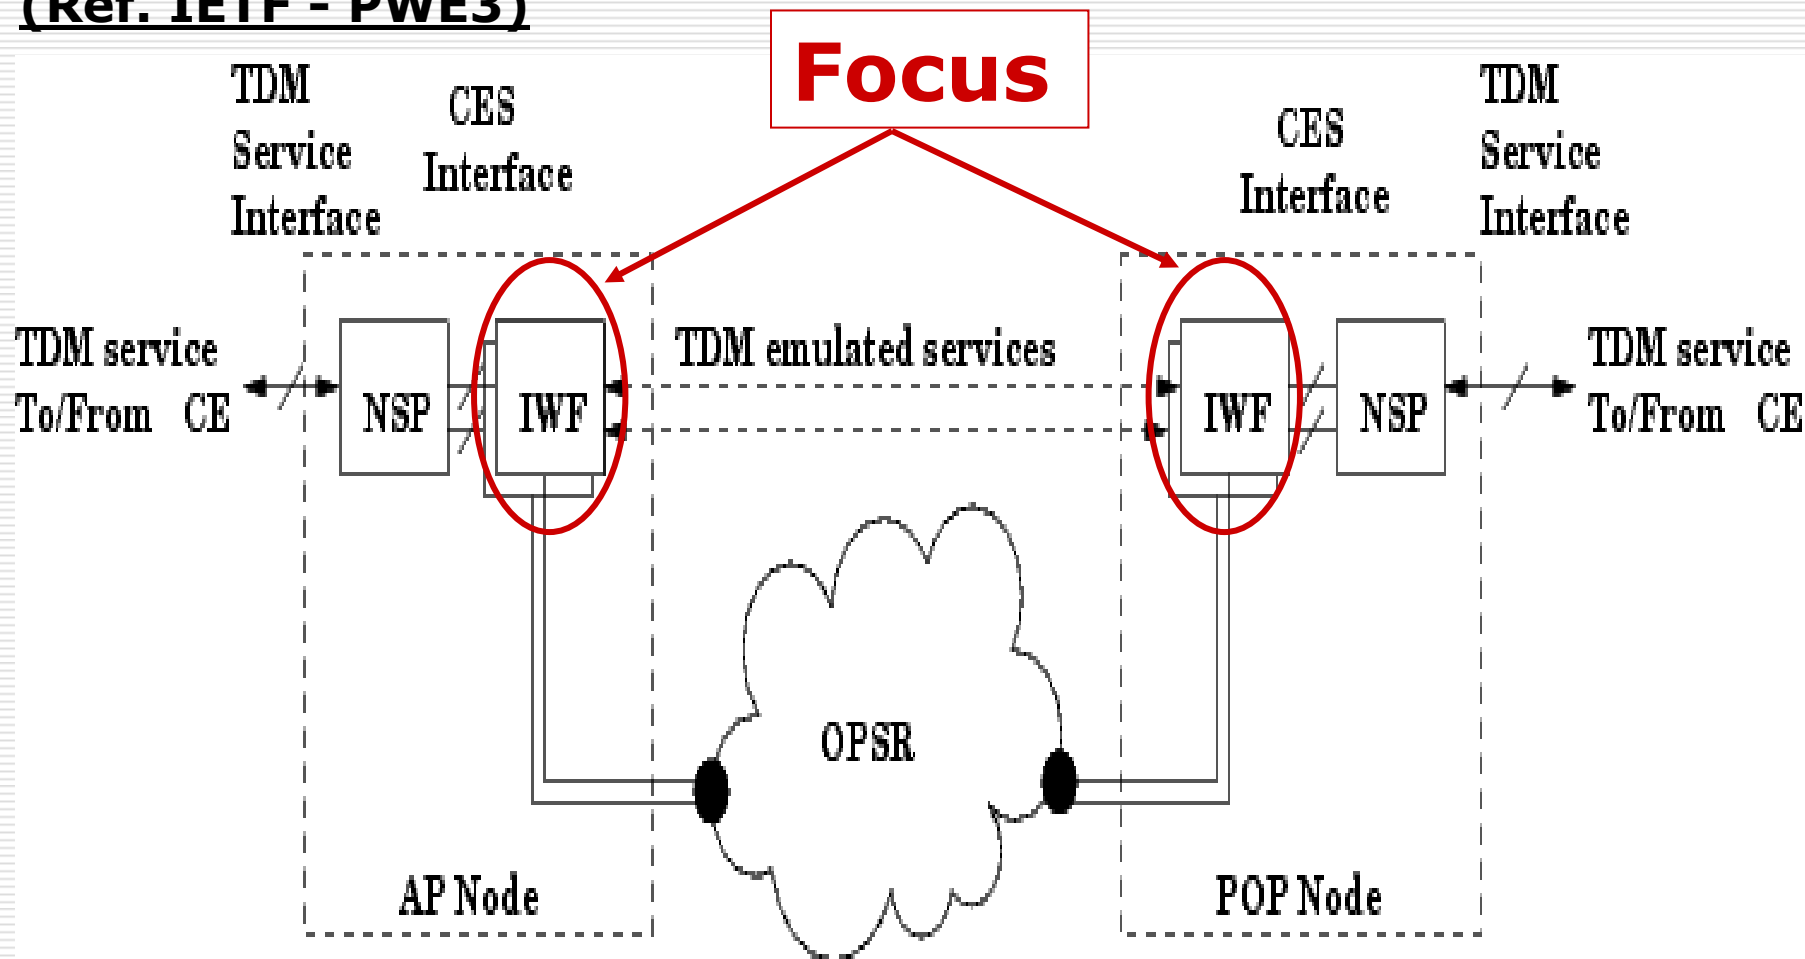 (Ref. IETF - PWE3)
Focus
TDM
Service
Interface
CES
Interface
CES
Interface
TDM
Service
Interface
TDM service
To/From CE
NSP
IWF
TDM emulated services
IWF
NSP
TDM service
To/From CE
OPSR
AP Node
POP Node